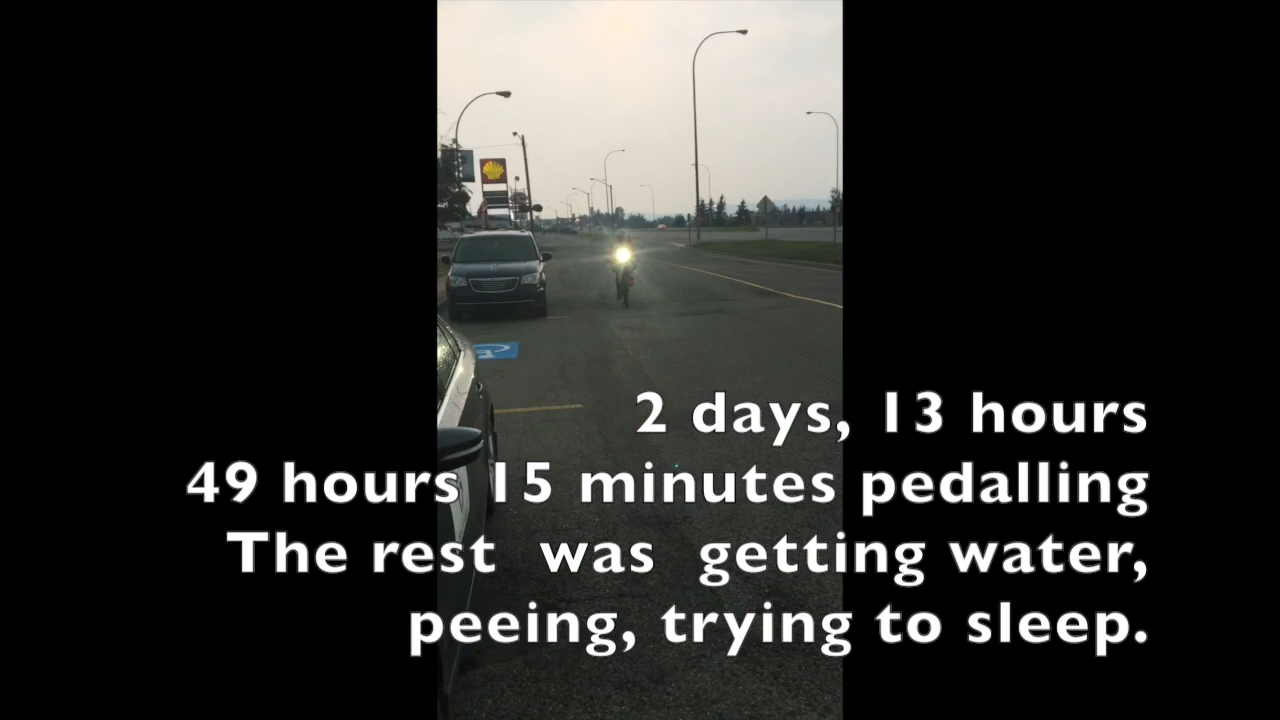 2 days, 13 hours
49 hours 15 minutes pedalling
The rest was getting water,
peeing, trying to sleep.